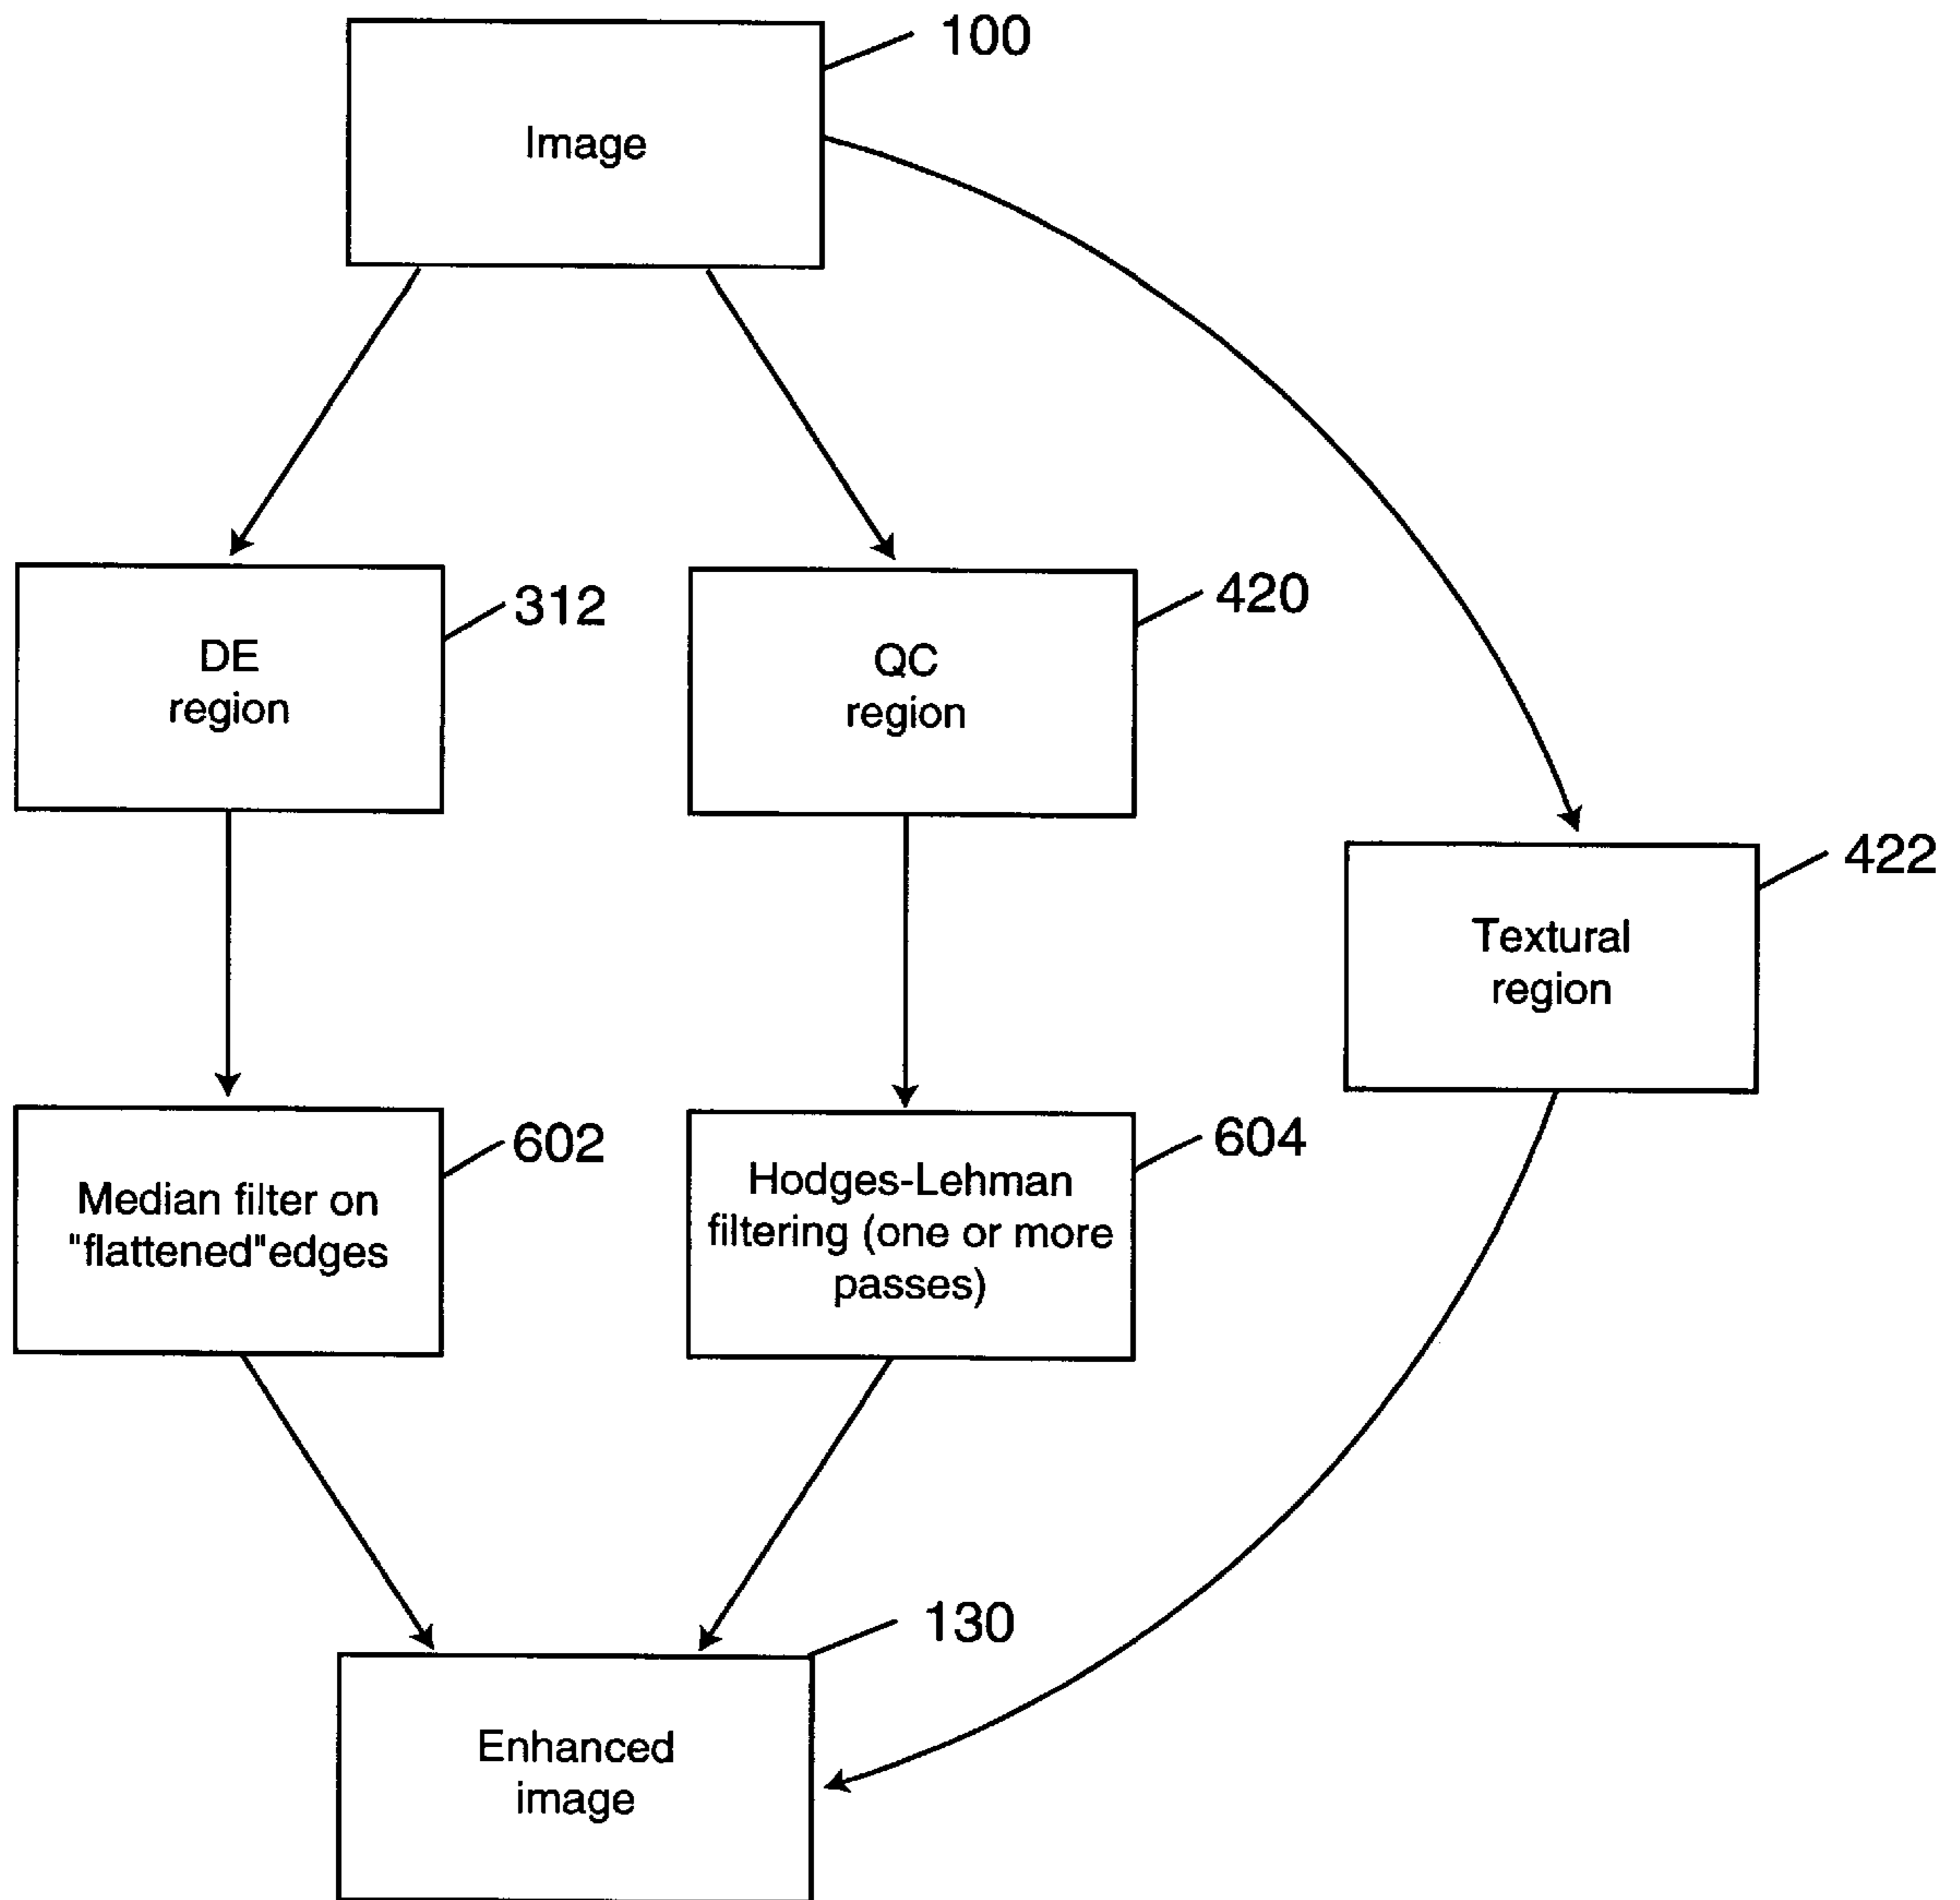 100
Image
312
DE
region
420
QC
region
422
Textural
region
602
Median filter on
"flattened"edges
604
Hodges-Lehman
filtering (one or more
passes)
130
Enhanced
image